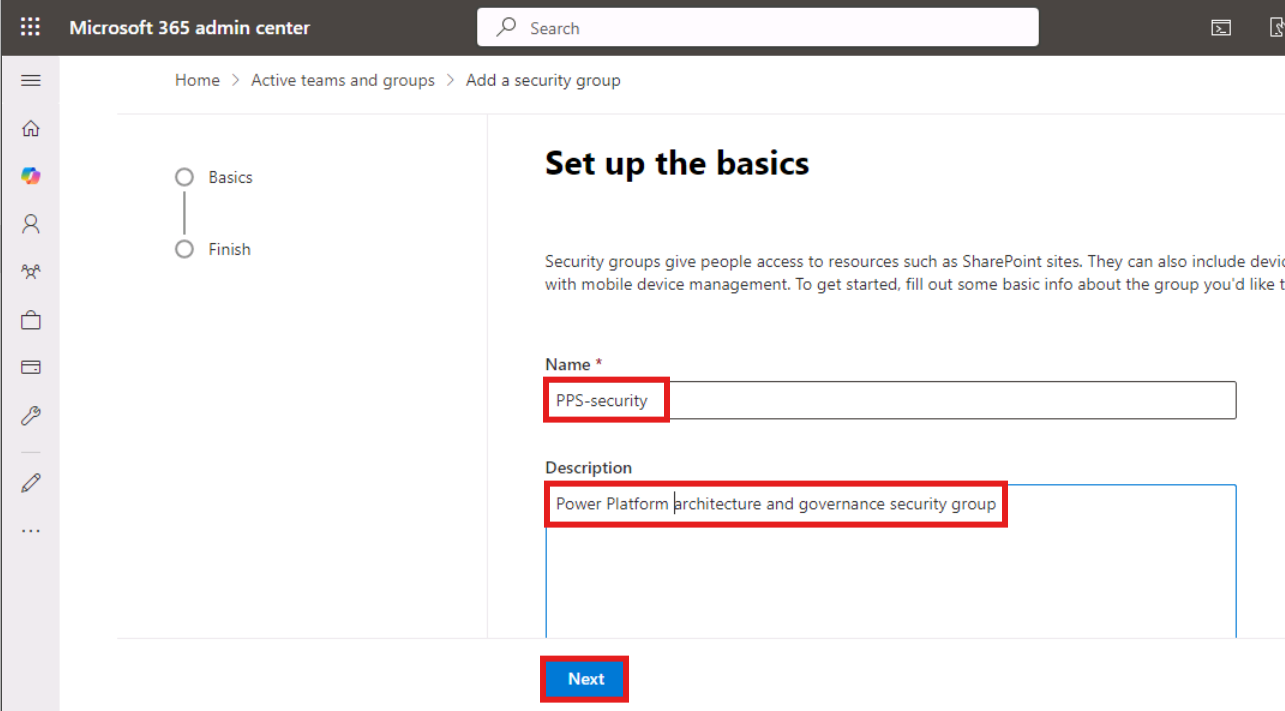 Microsoft 365 admin center
Search
Home > Active teams and groups > Add a security group
Basics
Finish
Set up the basics
Security groups give people access to resources such as SharePoint sites. They can also include
with mobile device management. To get started, fill out some basic info about the group you'd like
Name *
PPS-security
Description
Power Platform architecture and governance security group
Next